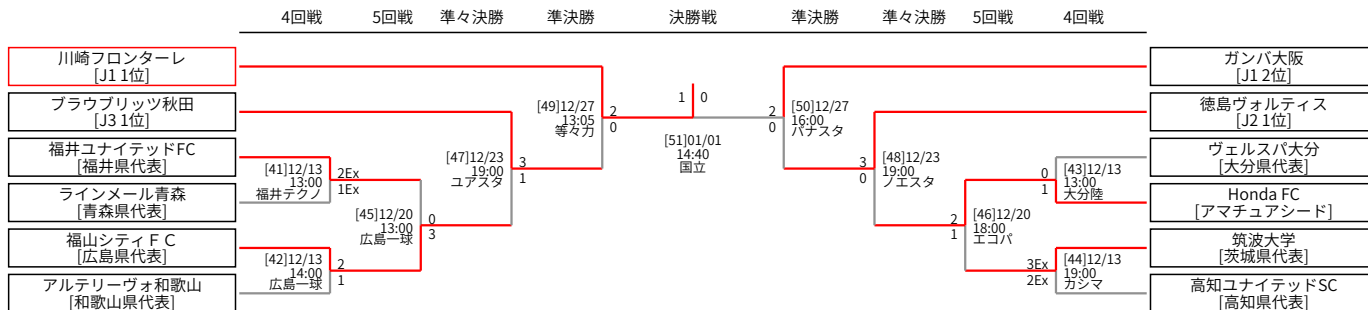 4回戦 5回戦 準々決勝 準決勝 決勝戦 準決勝 準々決勝 5回戦 4回戦
川崎フロンターレ
[J1 1位]
ブラウブリッツ秋田
[J3 1位]
福井ユナイテッドFC
[福井県代表]
ラインメール青森
[青森県代表]
福山シティＦＣ
[広島県代表]
アルテリーヴォ和歌山
[和歌山県代表]
[41]12/13
13:00
福井テクノ
2Ex
1Ex
[42]12/13
14:00
広島一球
2
1
[45]12/20
13:00
広島一球
0
3
[47]12/23
19:00
ユアスタ
3
1
[49]12/27
13:05
等々力
2
0
1 0
[51]01/01
14:40
国立
2
0
[50]12/27
16:00
パナスタ
3
0
[48]12/23
19:00
ノエスタ
2
1
[46]12/20
18:00
エコパ
0
1
[43]12/13
13:00
大分陸
3Ex
2Ex
[44]12/13
19:00
カシマ
ガンバ大阪
[J1 2位]
徳島ヴォルティス
[J2 1位]
ヴェルスパ大分
[大分県代表]
Honda FC
[アマチュアシード]
筑波大学
[茨城県代表]
高知ユナイテッドSC
[高知県代表]